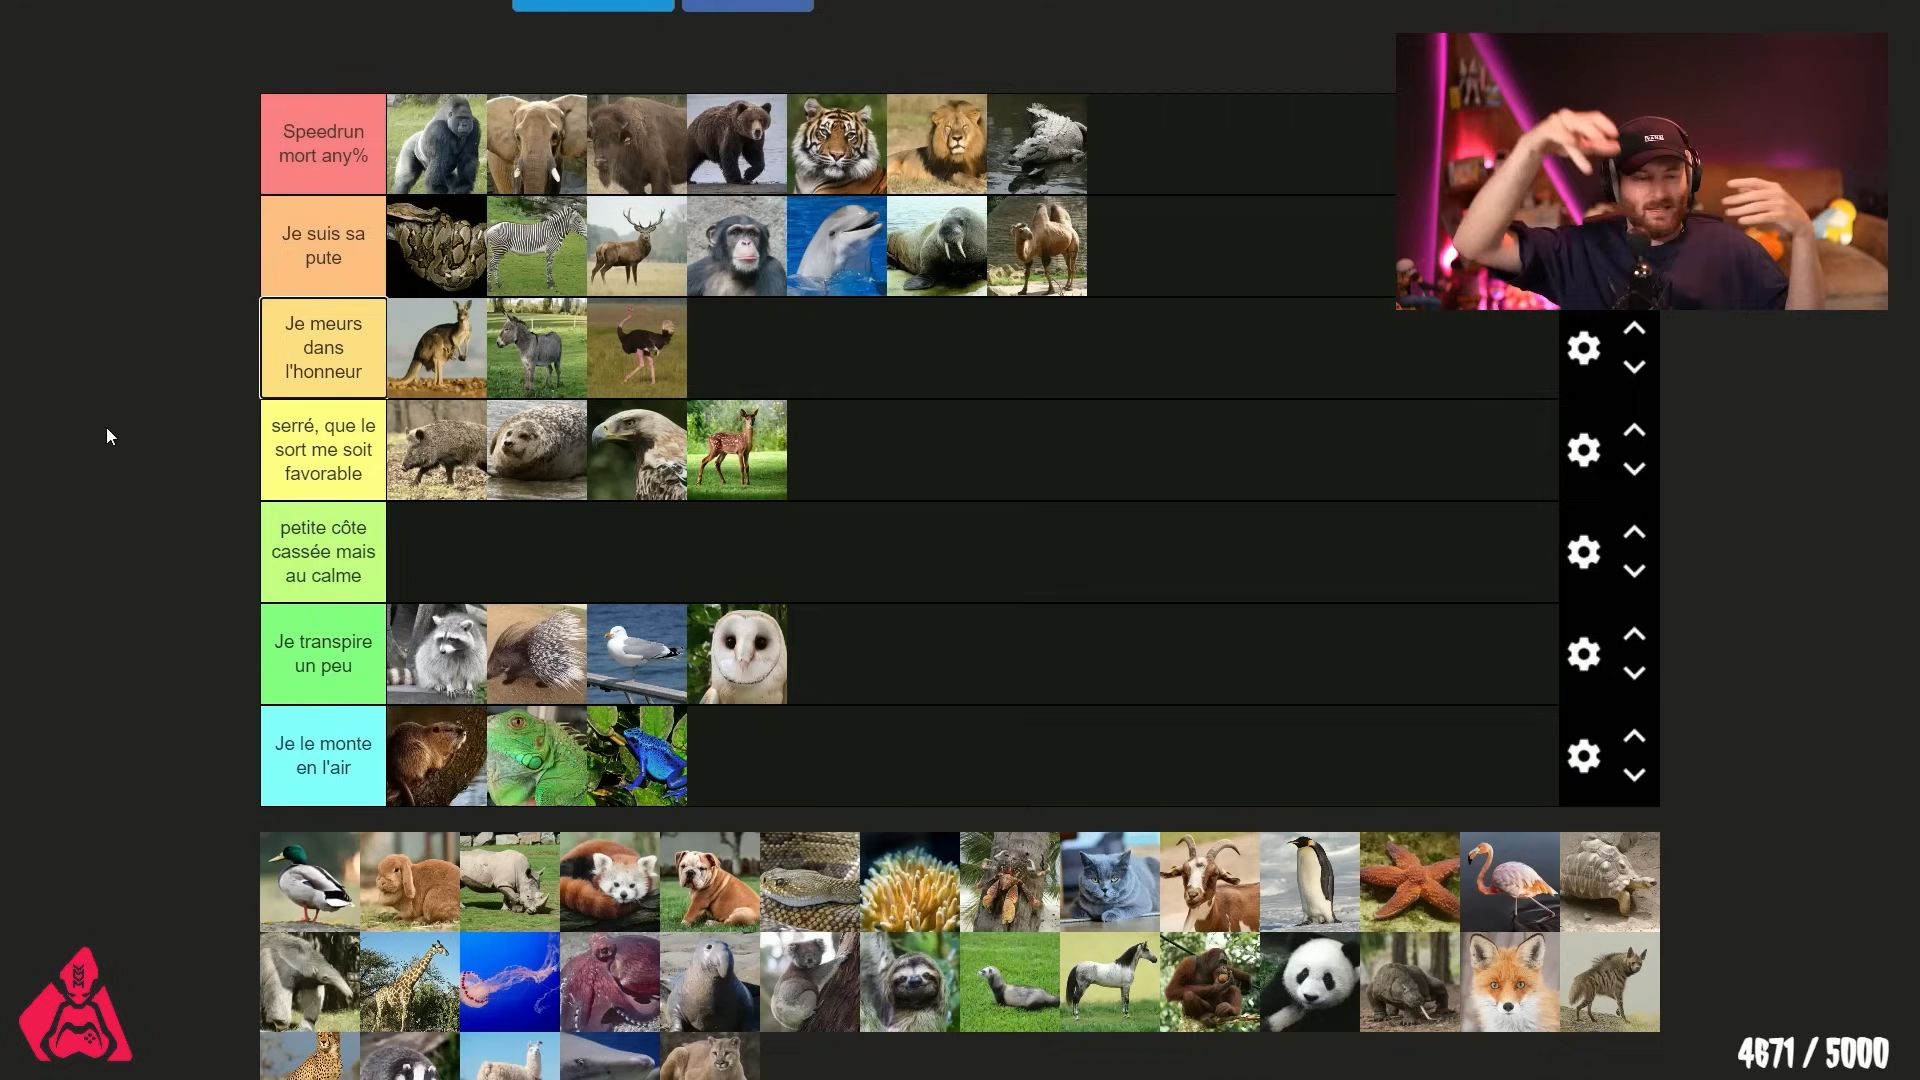 Speedrun
mort any%
Je suis sa
pute
Je meurs
dans
l'honneur
serré, que le
sort me soit
favorable
petite côte
cassée mais
au calme
Je transpire
un peu
Je le monte
en l'air
4671 / 5000